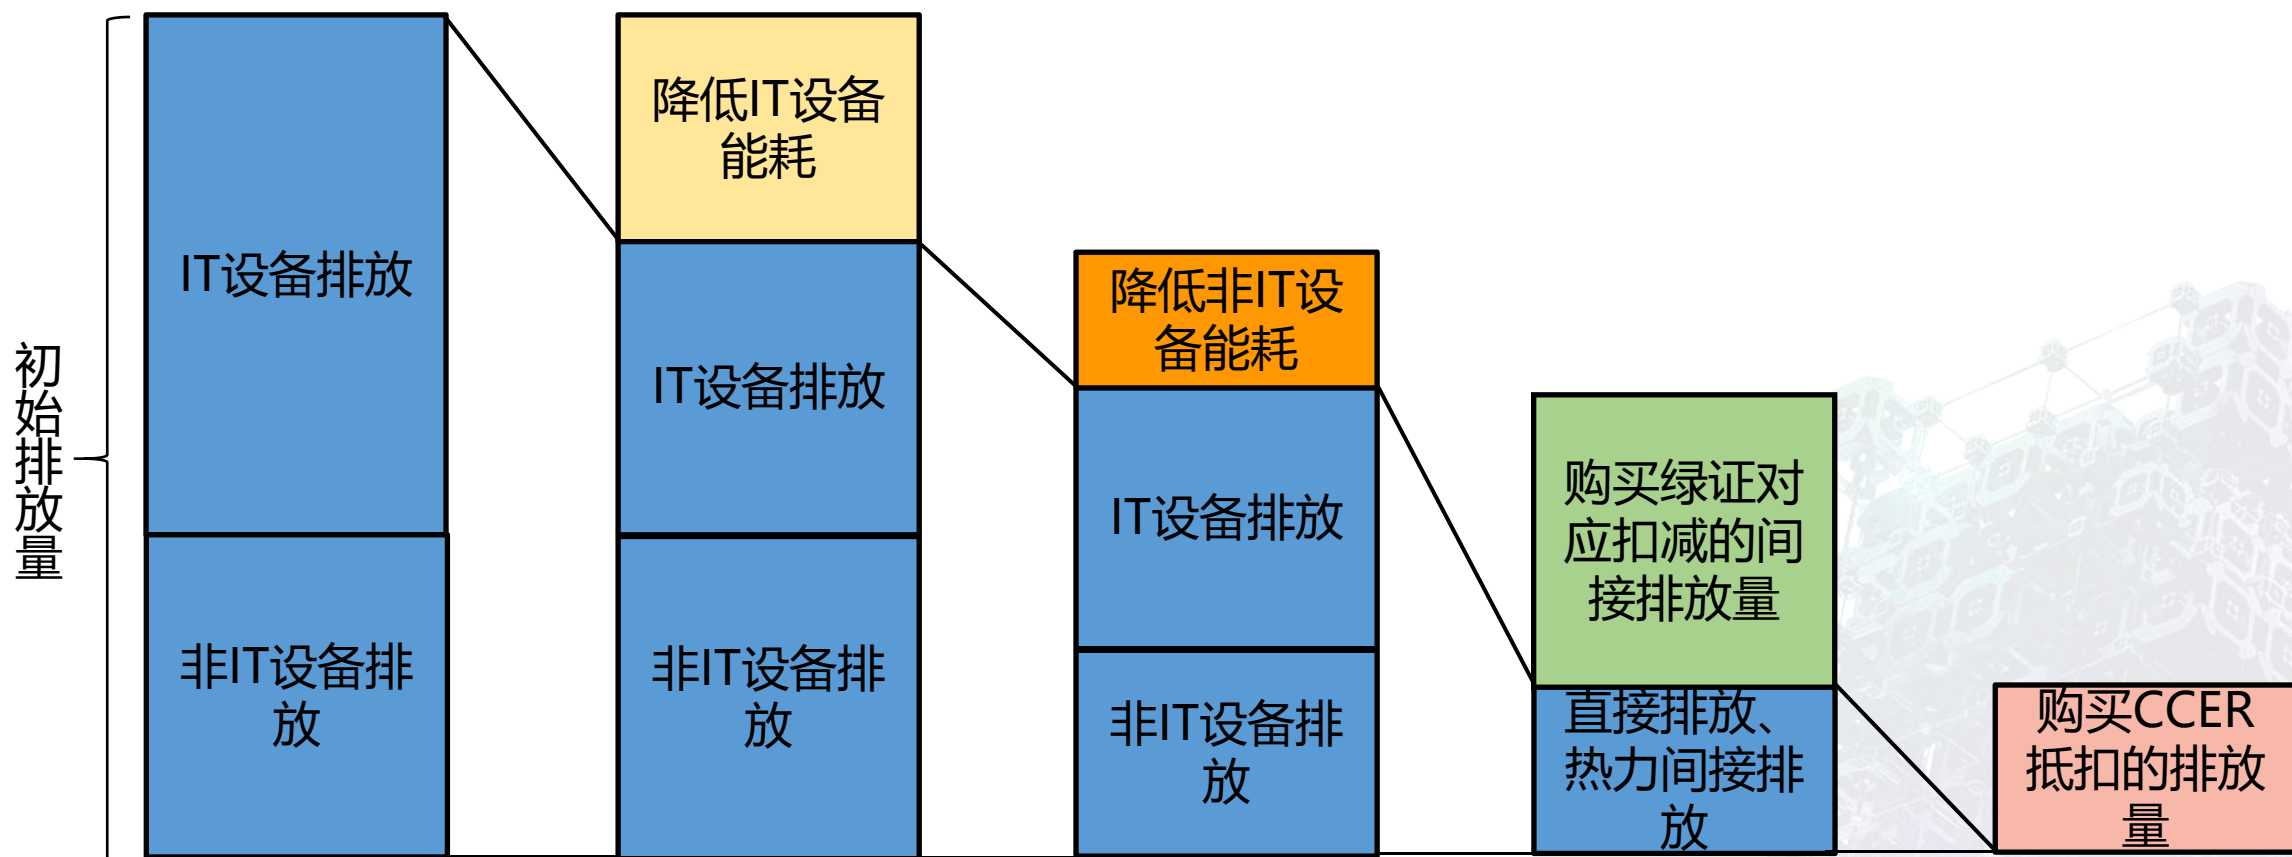 初始排放量
IT设备排放
非IT设备排
放
降低IT设备
能耗
IT设备排放
非IT设备排
放
降低非IT设
备能耗
IT设备排放
非IT设备排
放
购买绿证对
应扣减的间
接排放量
直接排放、
热力间接排
放
购买CCER
抵扣的排放
量